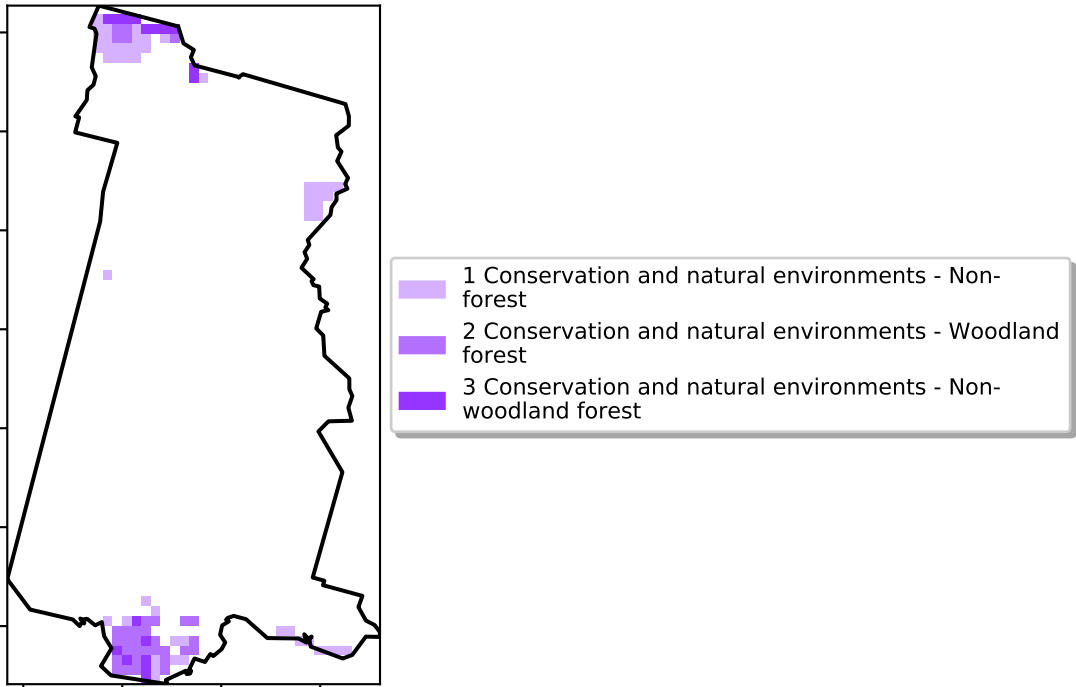 1 Conservation and natural environments - Non-
forest
2 Conservation and natural environments - Woodland
forest
3 Conservation and natural environments - Non-
woodland forest